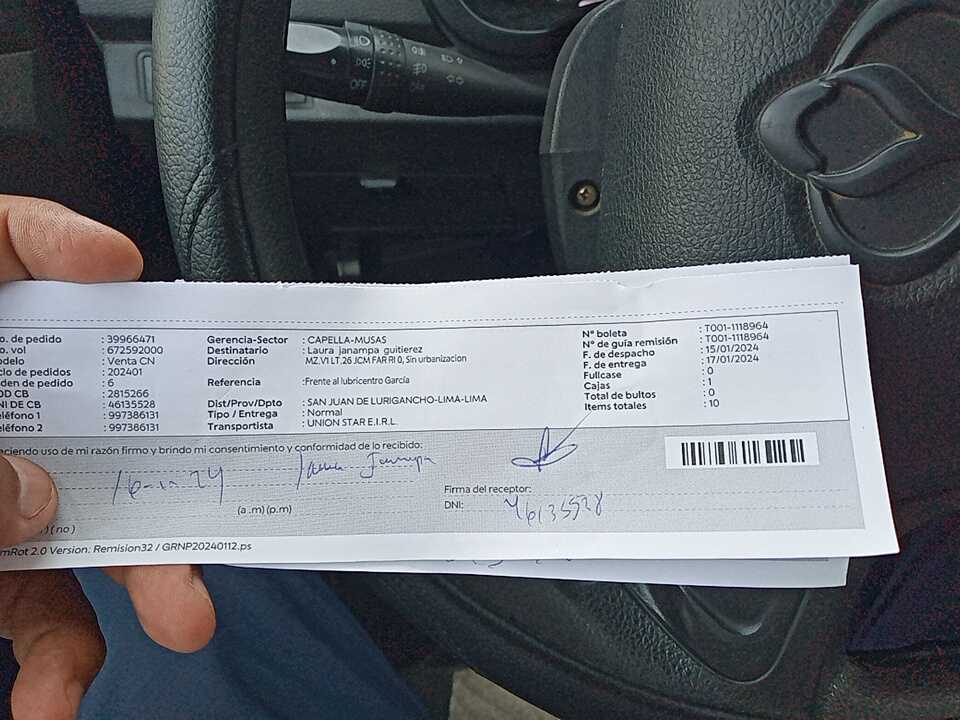 o. de pedido : 39966471
o. vol : 672592000
odelo : Venta CN
clo de pedidos : 202401
den de pedido : 6
OD CB : 2815266
NI DE CB : 46135528
eléfono 1 : 997386131
eléfono 2 : 997386131
Gerencia-Sector : CAPELLA-MUSAS
Destinatario : Laura janampa guitierez
Dirección : MZ.VI LT.26 JCM FAR RI 0, Sin urbanizacion
Referencia : Frente al lubricentro García
Dist/Prov/Dpto : SAN JUAN DE LURIGANCHO-LIMA-LIMA
Tipo / Entrega : Normal
Transportista : UNION STAR E.I.R.L.
N° boleta : T001-1118964
N° de guía remisión : T001-1118964
F. de despacho : 15/01/2024
F. de entrega : 17/01/2024
Fullcase : 0
Cajas : 1
Total de bultos : 0
Items totales : 10
aciendo uso de mi razón firmo y brindo mi consentimiento y conformidad de lo recibido:
(a .m) (p.m)
Firma del receptor:
DNI: 46135528
) ( no )
mRot 2.0 Version: Remision32 / GRNP20240112.ps
OFF